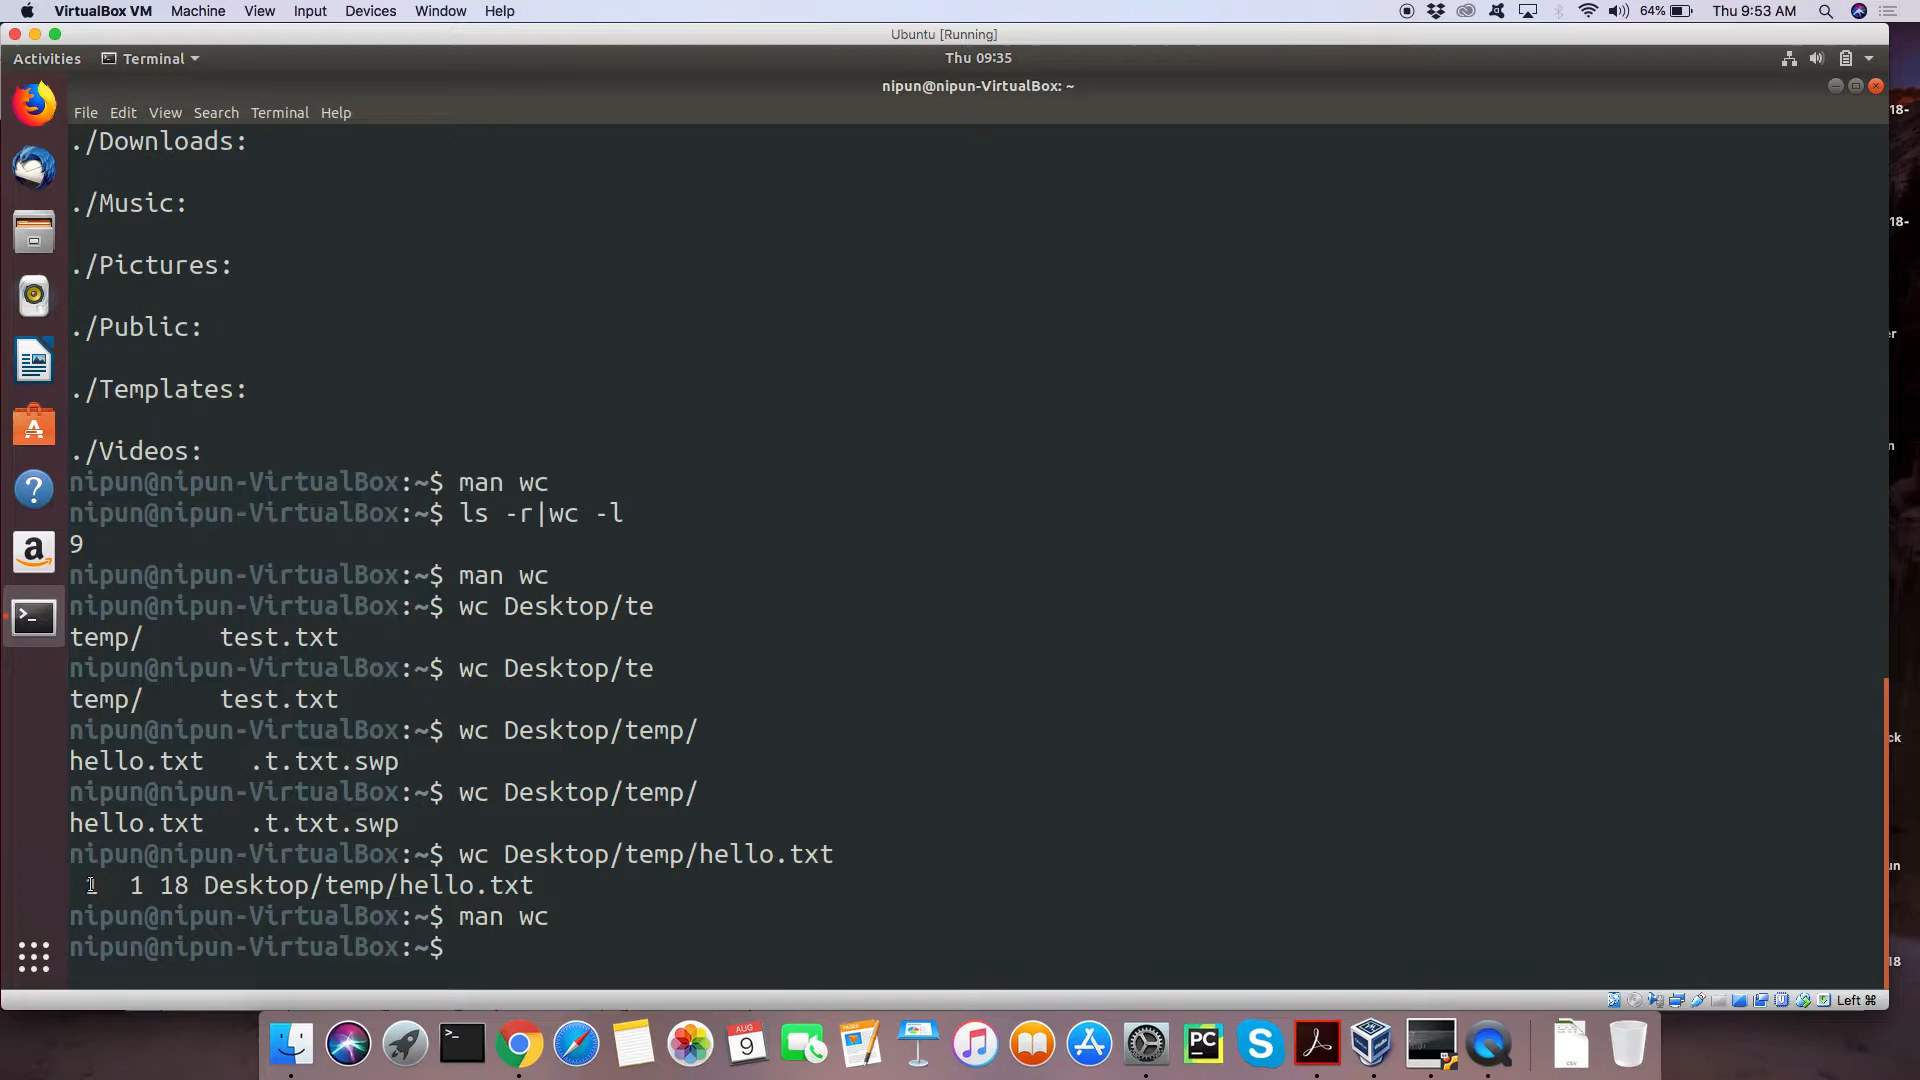 VirtualBox VM Machine View Input Devices Window Help 64% Thu 9:53 AM
Ubuntu [Running]
Activities Terminal Thu 09:35
nipun@nipun-VirtualBox: ~
File Edit View Search Terminal Help
./Downloads:
./Music:
./Pictures:
./Public:
./Templates:
./Videos:
nipun@nipun-VirtualBox:~$ man wc
nipun@nipun-VirtualBox:~$ ls -r|wc -l
9
nipun@nipun-VirtualBox:~$ man wc
nipun@nipun-VirtualBox:~$ wc Desktop/te
temp/ test.txt
nipun@nipun-VirtualBox:~$ wc Desktop/te
temp/ test.txt
nipun@nipun-VirtualBox:~$ wc Desktop/temp/
hello.txt .t.txt.swp
nipun@nipun-VirtualBox:~$ wc Desktop/temp/
hello.txt .t.txt.swp
nipun@nipun-VirtualBox:~$ wc Desktop/temp/hello.txt
1 1 18 Desktop/temp/hello.txt
nipun@nipun-VirtualBox:~$ man wc
nipun@nipun-VirtualBox:~$
Left ⌘
AUG
9
PC